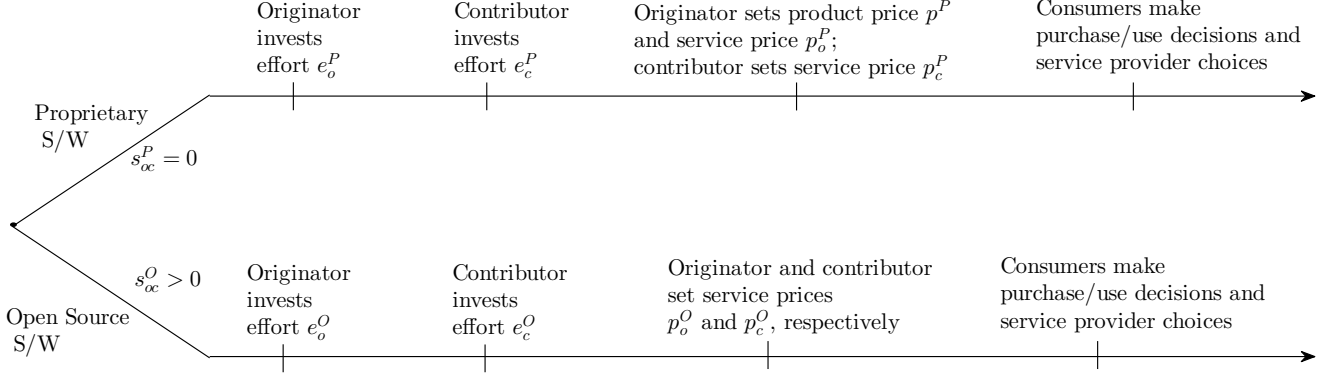 Originator
invests
effort $e_o^P$
Contributor
invests
effort $e_c^P$
Originator sets product price $p^P$
and service price $p_o^P$;
contributor sets service price $p_c^P$
Consumers make
purchase/use decisions and
service provider choices
Proprietary
S/W
$s_{oc}^P = 0$
$s_{oc}^O > 0$
Open Source
S/W
Originator
invests
effort $e_o^O$
Contributor
invests
effort $e_c^O$
Originator and contributor
set service prices
$p_o^O$ and $p_c^O$, respectively
Consumers make
purchase/use decisions and
service provider choices